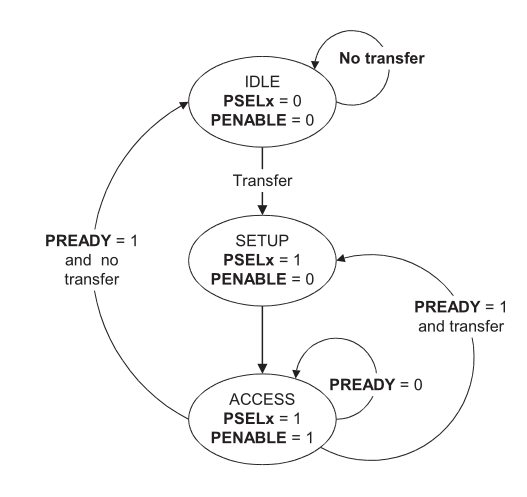 No transfer
IDLE
PSELx = 0
PENABLE = 0
Transfer
PREADY = 1
and no
transfer
SETUP
PSELx = 1
PENABLE = 0
PREADY = 1
and transfer
PREADY = 0
ACCESS
PSELx = 1
PENABLE = 1